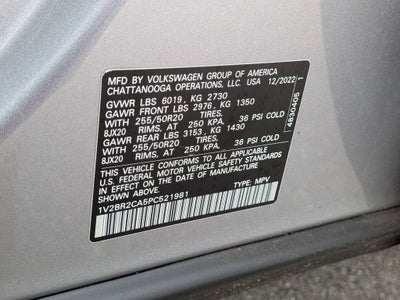 MFD BY VOLKSWAGEN GROUP OF AMERICA
CHATTANOOGA OPERATIONS, LLC. USA 12/2022
GVWR LBS 6019, KG 2730
GAWR FRONT LBS 2976, KG 1350
WITH 255/50R20 TIRES,
8JX20 RIMS, AT 250 KPA, 36 PSI COLD
GAWR REAR LBS 3153, KG 1430
WITH 255/50R20 TIRES,
8JX20 RIMS, AT 250 KPA, 36 PSI COLD
THIS VEHICLE CONFORMS TO ALL APPLICABLE
U.S. FEDERAL MOTOR VEHICLE SAFETY STANDARDS
IN EFFECT ON THE DATE OF MANUFACTURE
SHOWN ABOVE.
1V2BR2CA5PC521981 TYPE: MPV
4830406 1